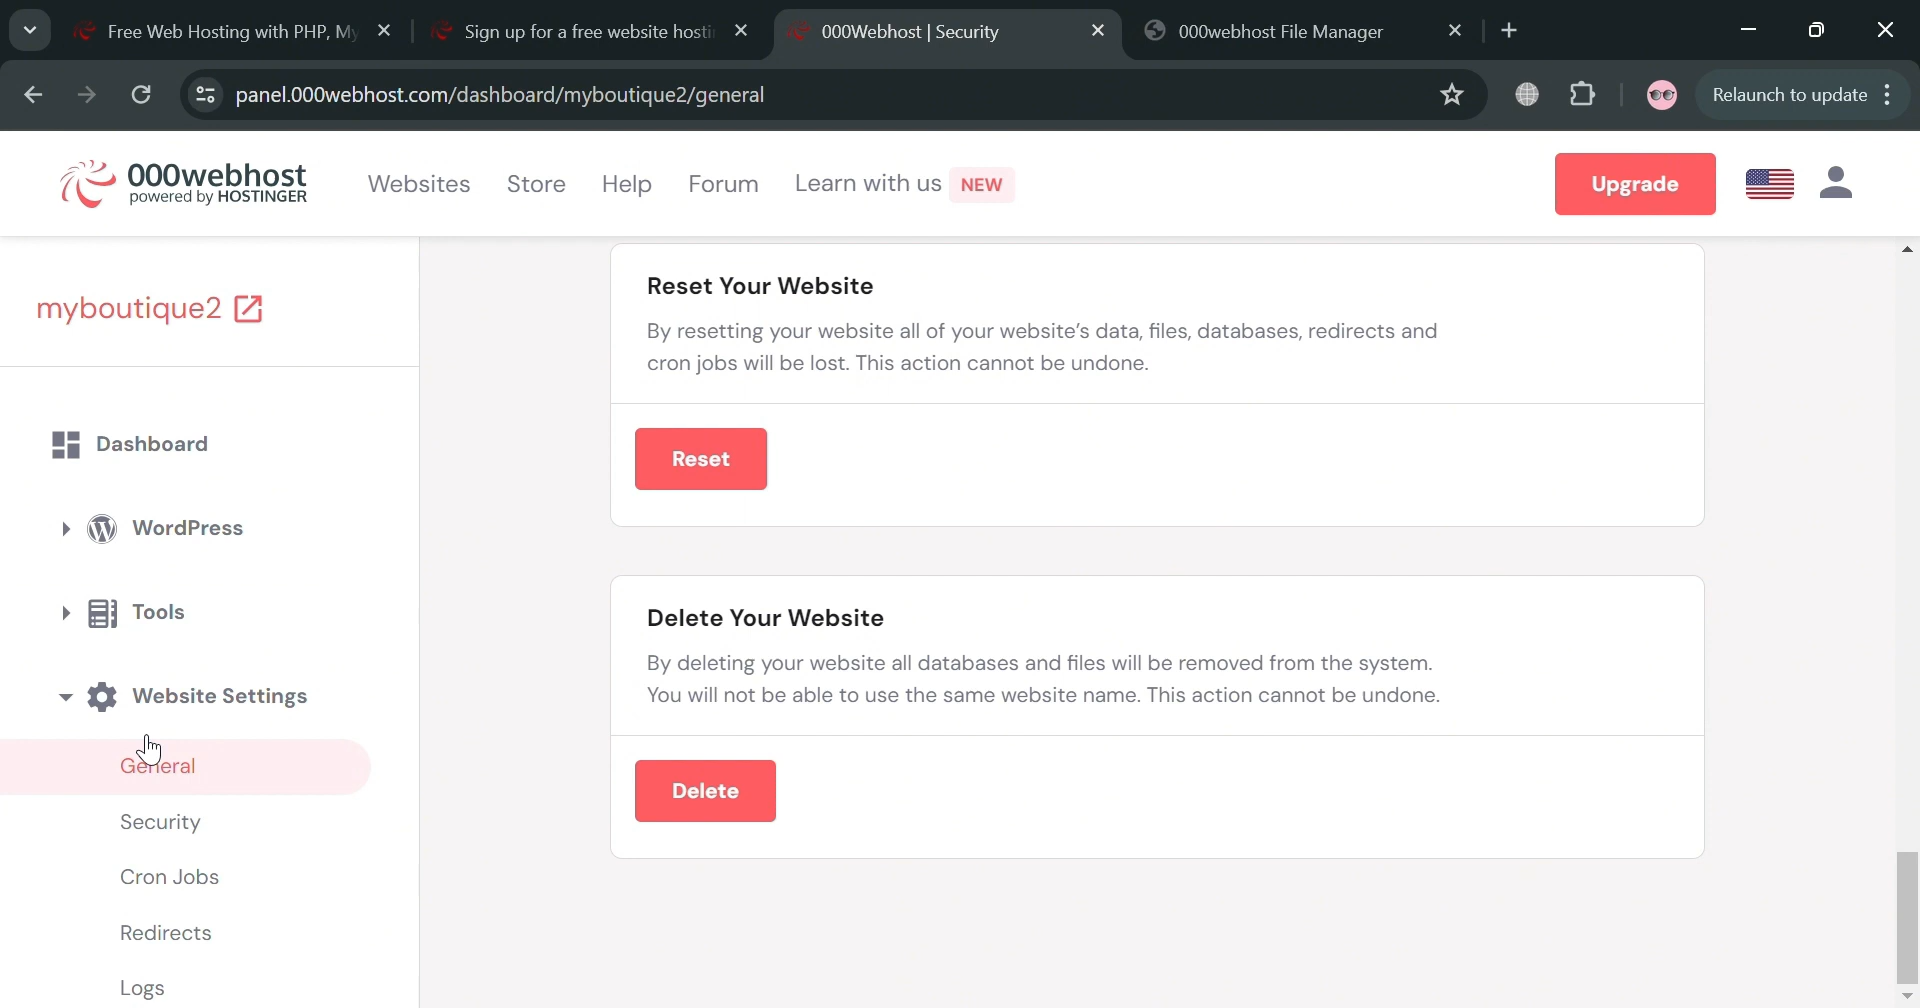 Free Web Hosting with PHP, My
Sign up for a free website hosti
000Webhost | Security
000webhost File Manager
panel.000webhost.com/dashboard/myboutique2/general
Relaunch to update
000webhost
powered by HOSTINGER
Websites
Store
Help
Forum
Learn with us NEW
Upgrade
myboutique2
Dashboard
WordPress
Tools
Website Settings
General
Security
Cron Jobs
Redirects
Logs
Reset Your Website
By resetting your website all of your website's data, files, databases, redirects and
cron jobs will be lost. This action cannot be undone.
Reset
Delete Your Website
By deleting your website all databases and files will be removed from the system.
You will not be able to use the same website name. This action cannot be undone.
Delete